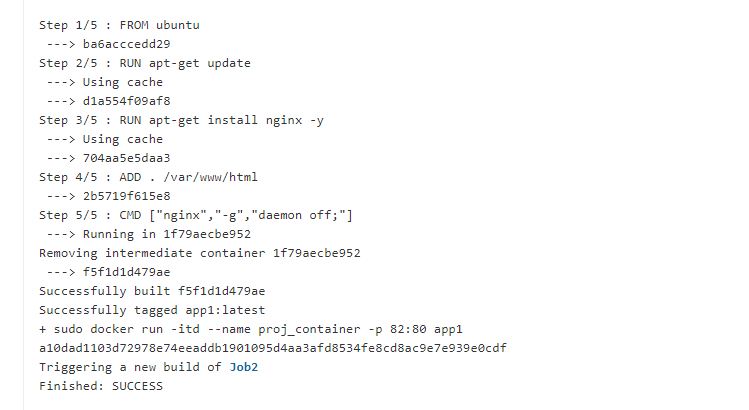 Step 1/5 : FROM ubuntu
---> ba6acccedd29
Step 2/5 : RUN apt-get update
---> Using cache
---> d1a554f09af8
Step 3/5 : RUN apt-get install nginx -y
---> Using cache
---> 704aa5e5daa3
Step 4/5 : ADD . /var/www/html
---> 2b5719f615e8
Step 5/5 : CMD ["nginx","-g","daemon off;"]
---> Running in 1f79aecbe952
Removing intermediate container 1f79aecbe952
---> f5f1d1d479ae
Successfully built f5f1d1d479ae
Successfully tagged app1:latest
+ sudo docker run -itd --name proj_container -p 82:80 app1
a10dad1103d72978e74eeaddb1901095d4aa3afd8534fe8cd8ac9e7e939e0cdf
Triggering a new build of Job2
Finished: SUCCESS